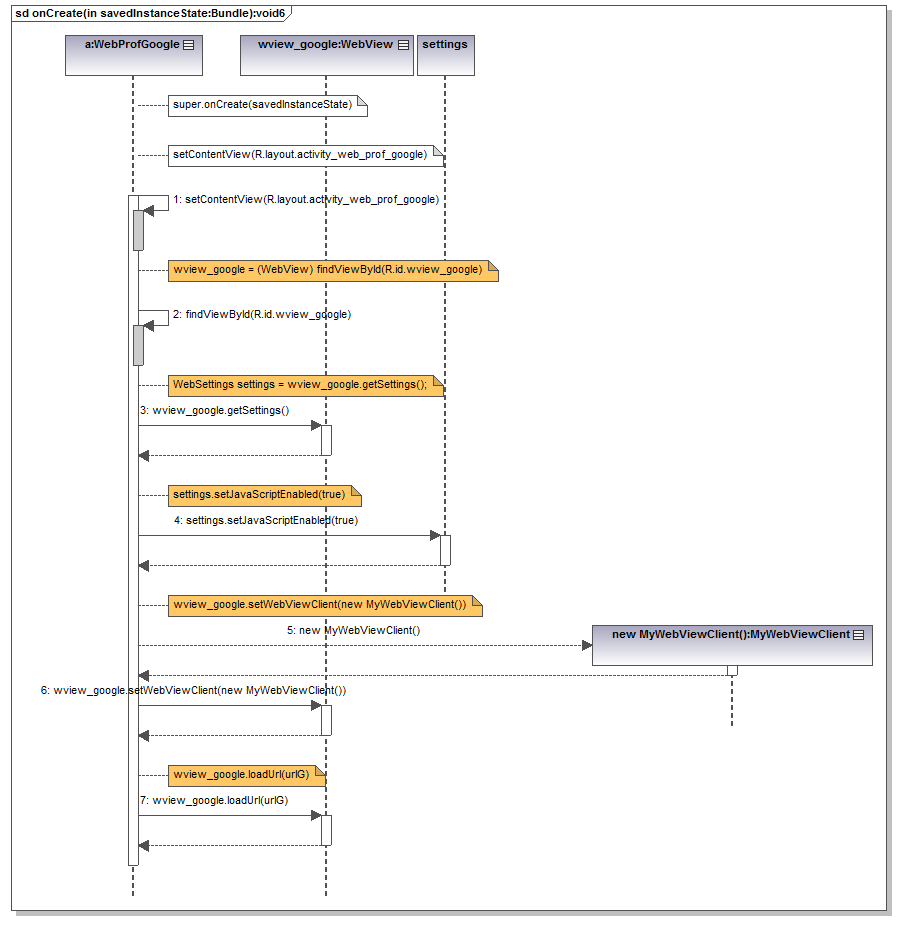 sd onCreate(in savedInstanceState:Bundle):void6
a:WebProfGoogle
wview_google:WebView
settings
super.onCreate(savedInstanceState)
setContentView(R.layout.activity_web_prof_google)
1: setContentView(R.layout.activity_web_prof_google)
wview_google = (WebView) findViewById(R.id.wview_google)
2: findViewById(R.id.wview_google)
WebSettings settings = wview_google.getSettings();
3: wview_google.getSettings()
settings.setJavaScriptEnabled(true)
4: settings.setJavaScriptEnabled(true)
wview_google.setWebViewClient(new MyWebViewClient())
5: new MyWebViewClient()
new MyWebViewClient():MyWebViewClient
6: wview_google.setWebViewClient(new MyWebViewClient())
wview_google.loadUrl(urlG)
7: wview_google.loadUrl(urlG)